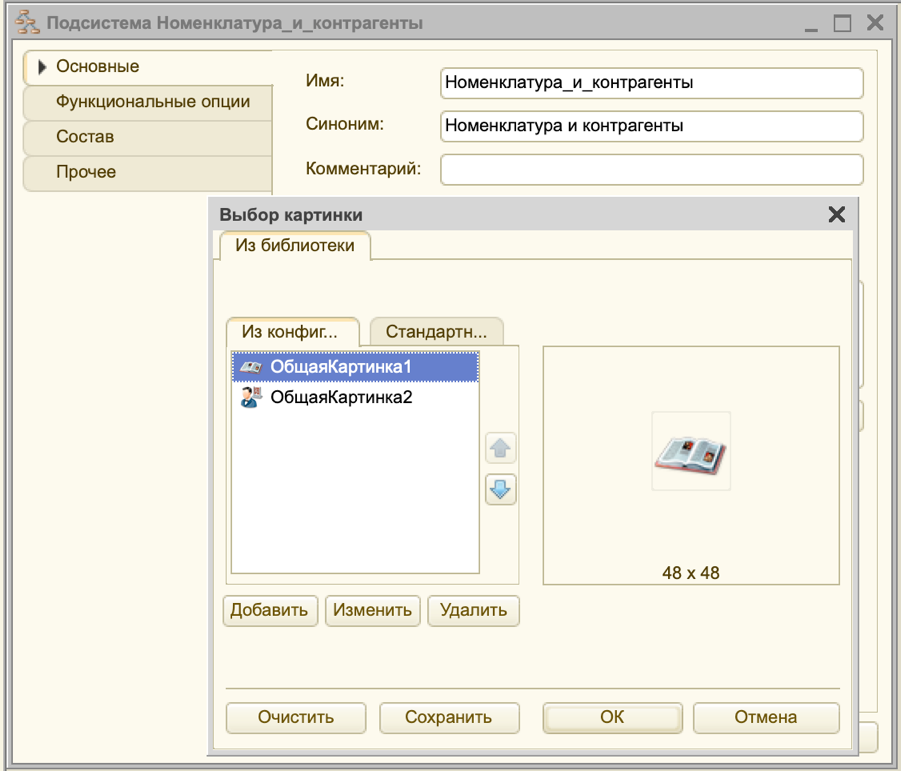 Подсистема Номенклатура_и_контрагенты
Основные
Функциональные опции
Состав
Прочее
Имя:
Номенклатура_и_контрагенты
Синоним:
Номенклатура и контрагенты
Комментарий:
Выбор картинки
Из библиотеки
Из конфиг...
Стандартн...
ОбщаяКартинка1
ОбщаяКартинка2
48 x 48
Добавить
Изменить
Удалить
Очистить
Сохранить
ОК
Отмена